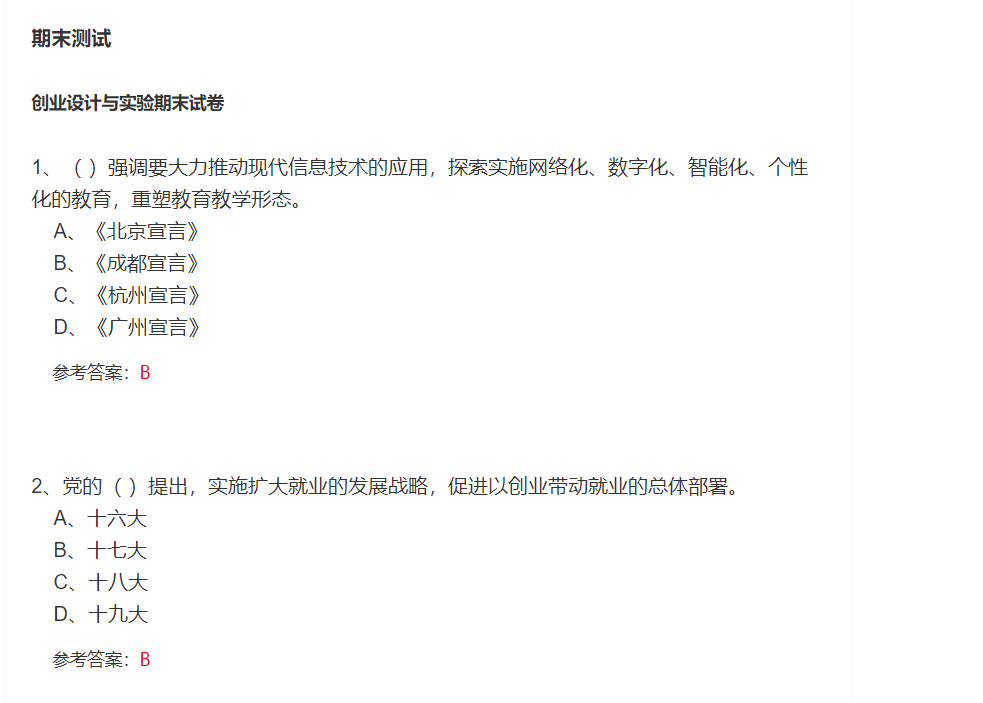 期末测试
创业设计与实验期末试卷
1、（ ）强调要大力推动现代信息技术的应用，探索实施网络化、数字化、智能化、个性
化的教育，重塑教育教学形态。
A、《北京宣言》
B、《成都宣言》
C、《杭州宣言》
D、《广州宣言》
参考答案：B
2、党的（ ）提出，实施扩大就业的发展战略，促进以创业带动就业的总体部署。
A、十六大
B、十七大
C、十八大
D、十九大
参考答案：B